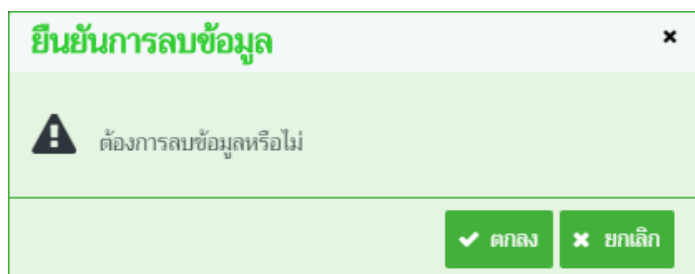 ยืนยันการลบข้อมูล
ต้องการลบข้อมูลหรือไม่
ตกลง ยกเลิก